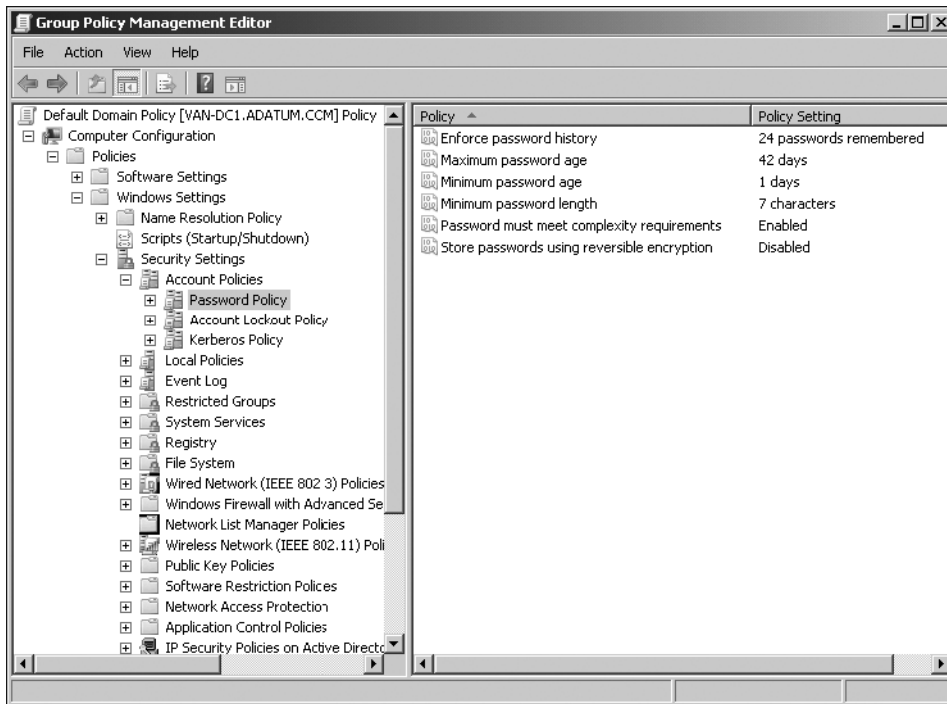 Group Policy Management Editor
File Action View Help
Default Domain Policy [VAN-DC1.ADATUM.CCM] Policy
Computer Configuration
Policies
Software Settings
Windows Settings
Name Resolution Policy
Scripts (Startup/Shutdown)
Security Settings
Account Policies
Password Policy
Account Lockout Policy
Kerberos Policy
Local Policies
Event Log
Restricted Groups
System Services
Registry
File System
Wired Network (IEEE 802 3) Policies
Windows Firewall with Advanced Se
Network List Manager Policies
Wireless Network (IEEE 802.11) Poli
Public Key Policies
Software Restriction Polices
Network Access Protection
Application Control Policies
IP Security Policies on Active Directo
Policy Policy Setting
Enforce password history 24 passwords remembered
Maximum password age 42 days
Minimum password age 1 days
Minimum password length 7 characters
Password must meet complexity requirements Enabled
Store passwords using reversible encryption Disabled